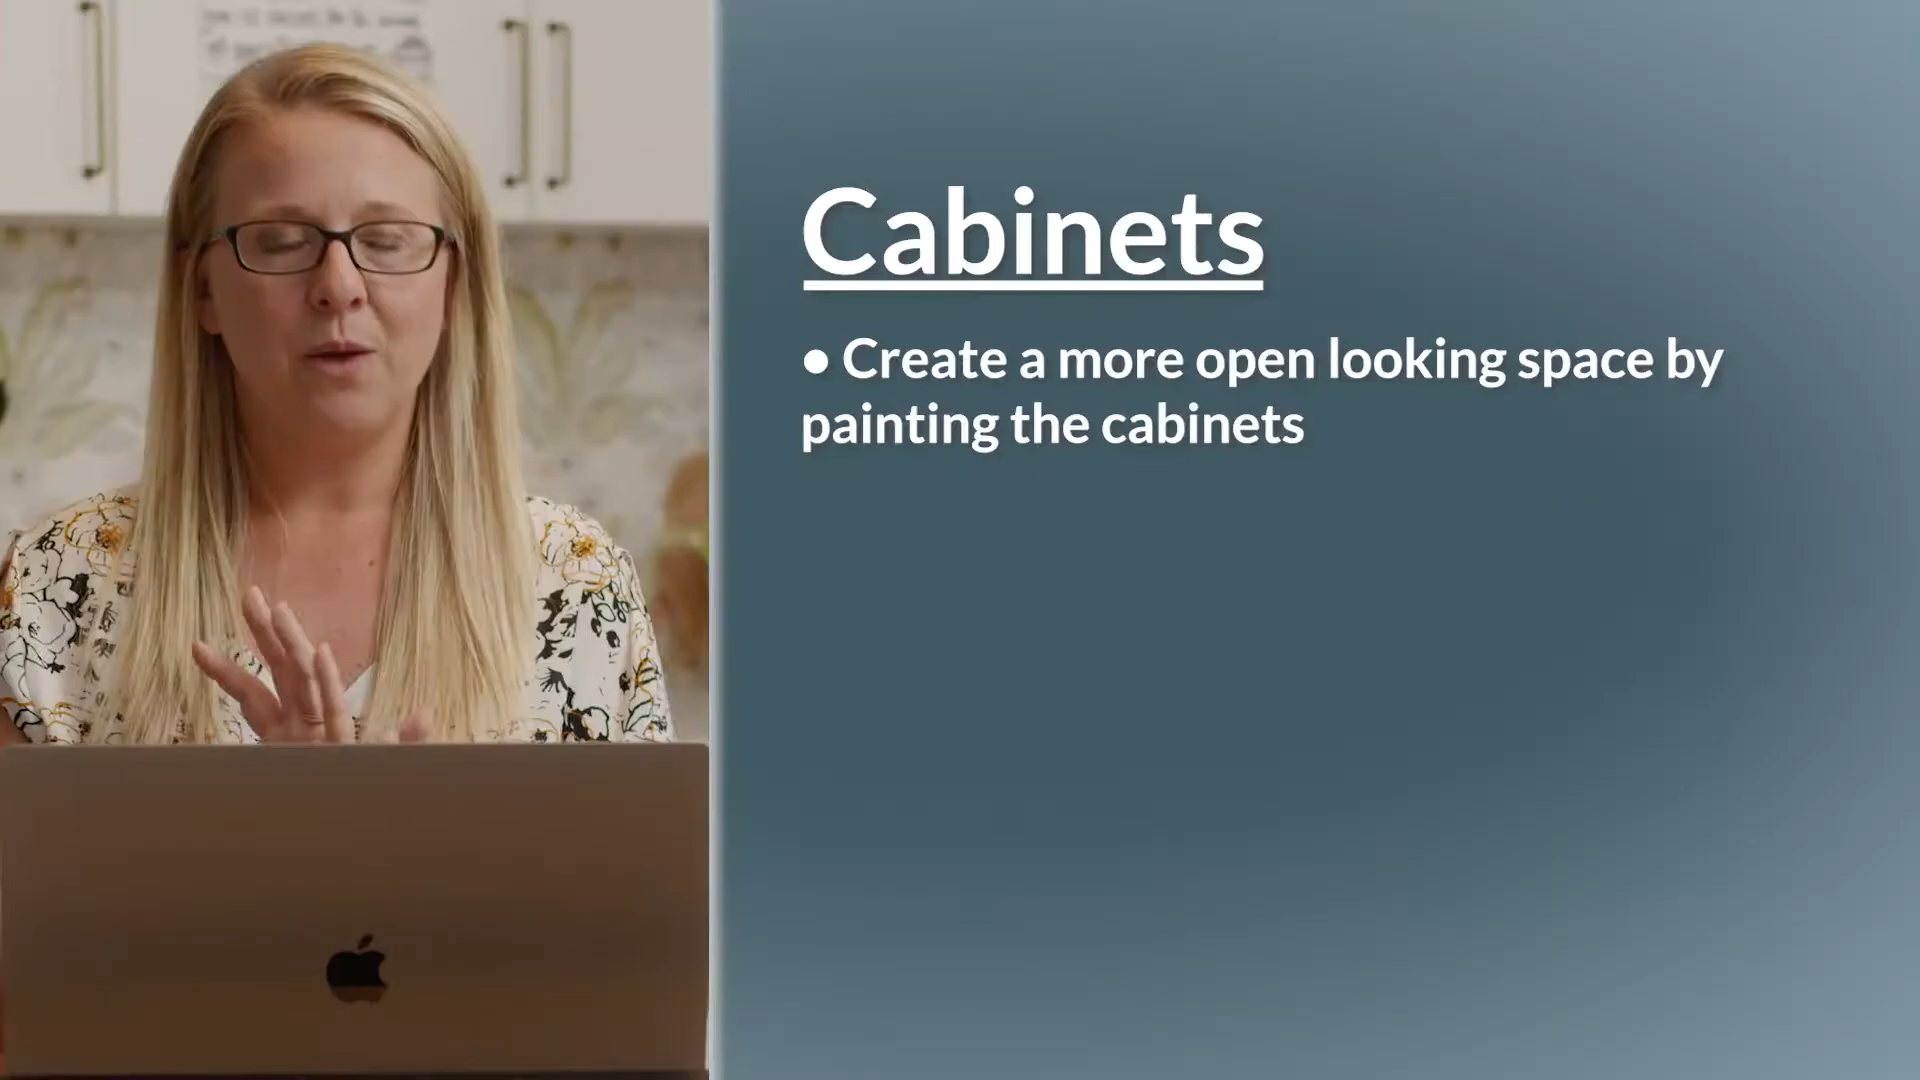 Cabinets
● Create a more open looking space by
painting the cabinets